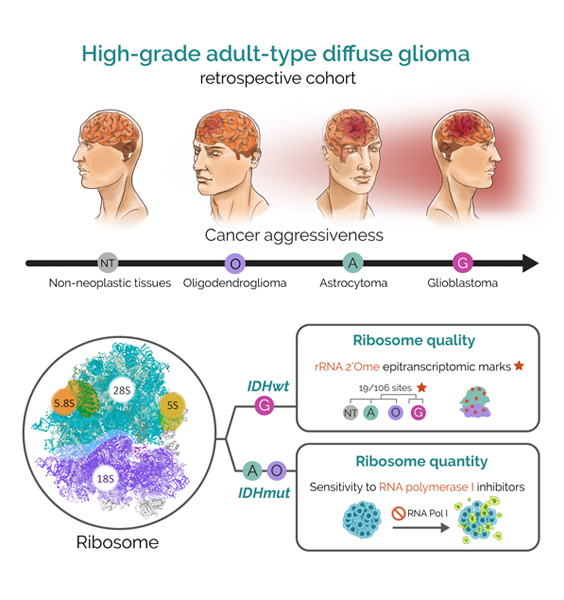 High-grade adult-type diffuse glioma
retrospective cohort
Cancer aggressiveness
NT
O
A
G
Non-neoplastic tissues
Oligodendroglioma
Astrocytoma
Glioblastoma
5.8S
28S
5S
18S
Ribosome
IDHwt
G
A
O
IDHmut
Ribosome quality
rRNA 2'Ome epitranscriptomic marks
19/106 sites
NT
A
O
G
Ribosome quantity
Sensitivity to RNA polymerase I inhibitors
RNA Pol I